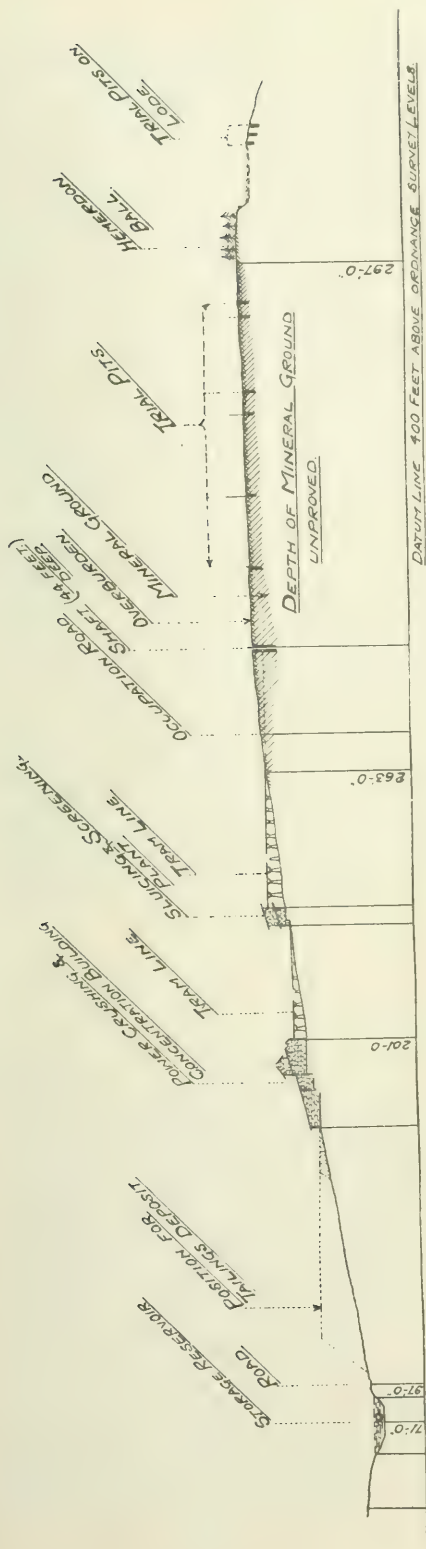 STORAGE RESERVOIR
ROAD
POSITION FOR
TAILINGS DEPOSIT
POWER CRUSHING &
CONCENTRATION BUILDING
TRAM LINE
SLUICING & SCREENING
PLANT
TRAM LINE
OCCUPATION ROAD
SHAFT (44 FEET)
DEEP
OVERBURDEN
MINERAL GROUND
TRIAL PITS
HEMERDON
BALL
TRIAL PITS ON
LODE
DEPTH OF MINERAL GROUND
UNPROVED.
71'-0"
97'-0"
201'-0
263'-0"
297'-0"
DATUM LINE 400 FEET ABOVE ORDNANCE SURVEY LEVELS.